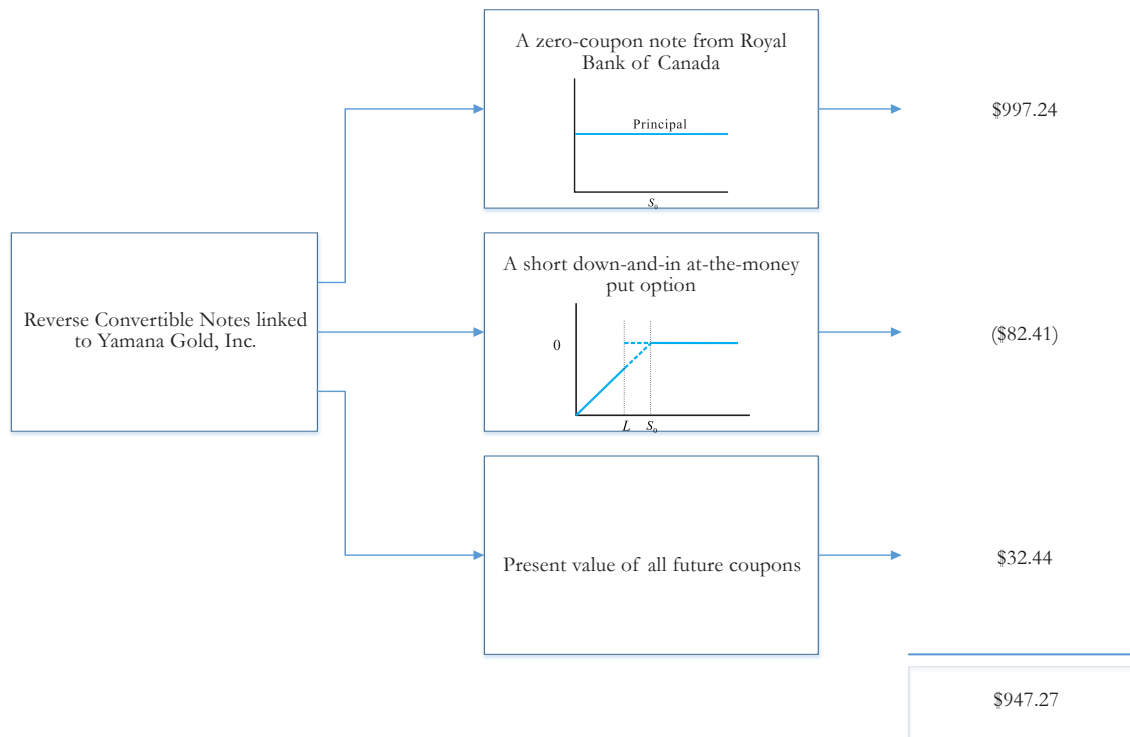 Reverse Convertible Notes linked
to Yamana Gold, Inc.
A zero-coupon note from Royal
Bank of Canada
Principal
S₀
$997.24
A short down-and-in at-the-money
put option
0
L S₀
($82.41)
Present value of all future coupons
$32.44
$947.27